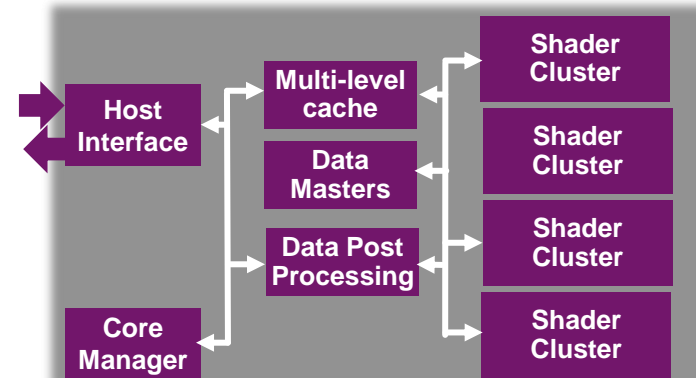 Host
Interface
Core
Manager
Multi-level
cache
Data
Masters
Data Post
Processing
Shader
Cluster
Shader
Cluster
Shader
Cluster
Shader
Cluster